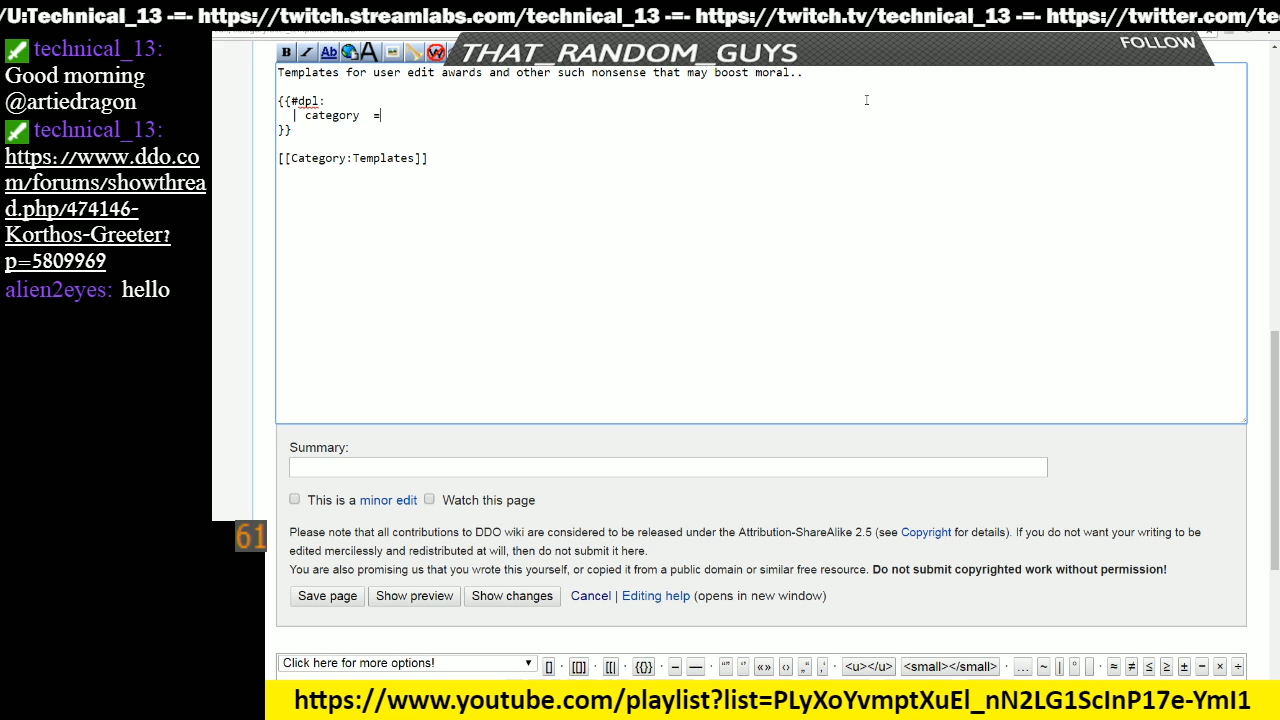 /U:Technical_13 -=- https://twitch.streamlabs.com/technical_13 -=- https://twitch.tv/technical_13 -=- https://twitter.com/te
technical_13:
Good morning
@artiedragon
technical_13:
https://www.ddo.co
m/forums/showthrea
d.php/474146-
Korthos-Greeter?
p=5809969
alien2eyes: hello
THAT_RANDOM_GUYS
FOLLOW
B I Ab A W
Templates for user edit awards and other such nonsense that may boost moral..
{{#dpl:
| category =
}}
[[Category:Templates]]
Summary:
This is a minor edit Watch this page
61
Please note that all contributions to DDO wiki are considered to be released under the Attribution-ShareAlike 2.5 (see Copyright for details). If you do not want your writing to be
edited mercilessly and redistributed at will, then do not submit it here.
You are also promising us that you wrote this yourself, or copied it from a public domain or similar free resource. Do not submit copyrighted work without permission!
Save page Show preview Show changes Cancel | Editing help (opens in new window)
Click here for more options! [] · [[]] · [[| · {{}} · – — · “” ‘’ «» ‹› „“ ‚‘ · <u></u> · <small></small> · … ~ | ° · ≈ ≠ ≤ ≥ ± − × ÷
https://www.youtube.com/playlist?list=PLyXoYvmptXuEl_nN2LG1ScInP17e-YmI1